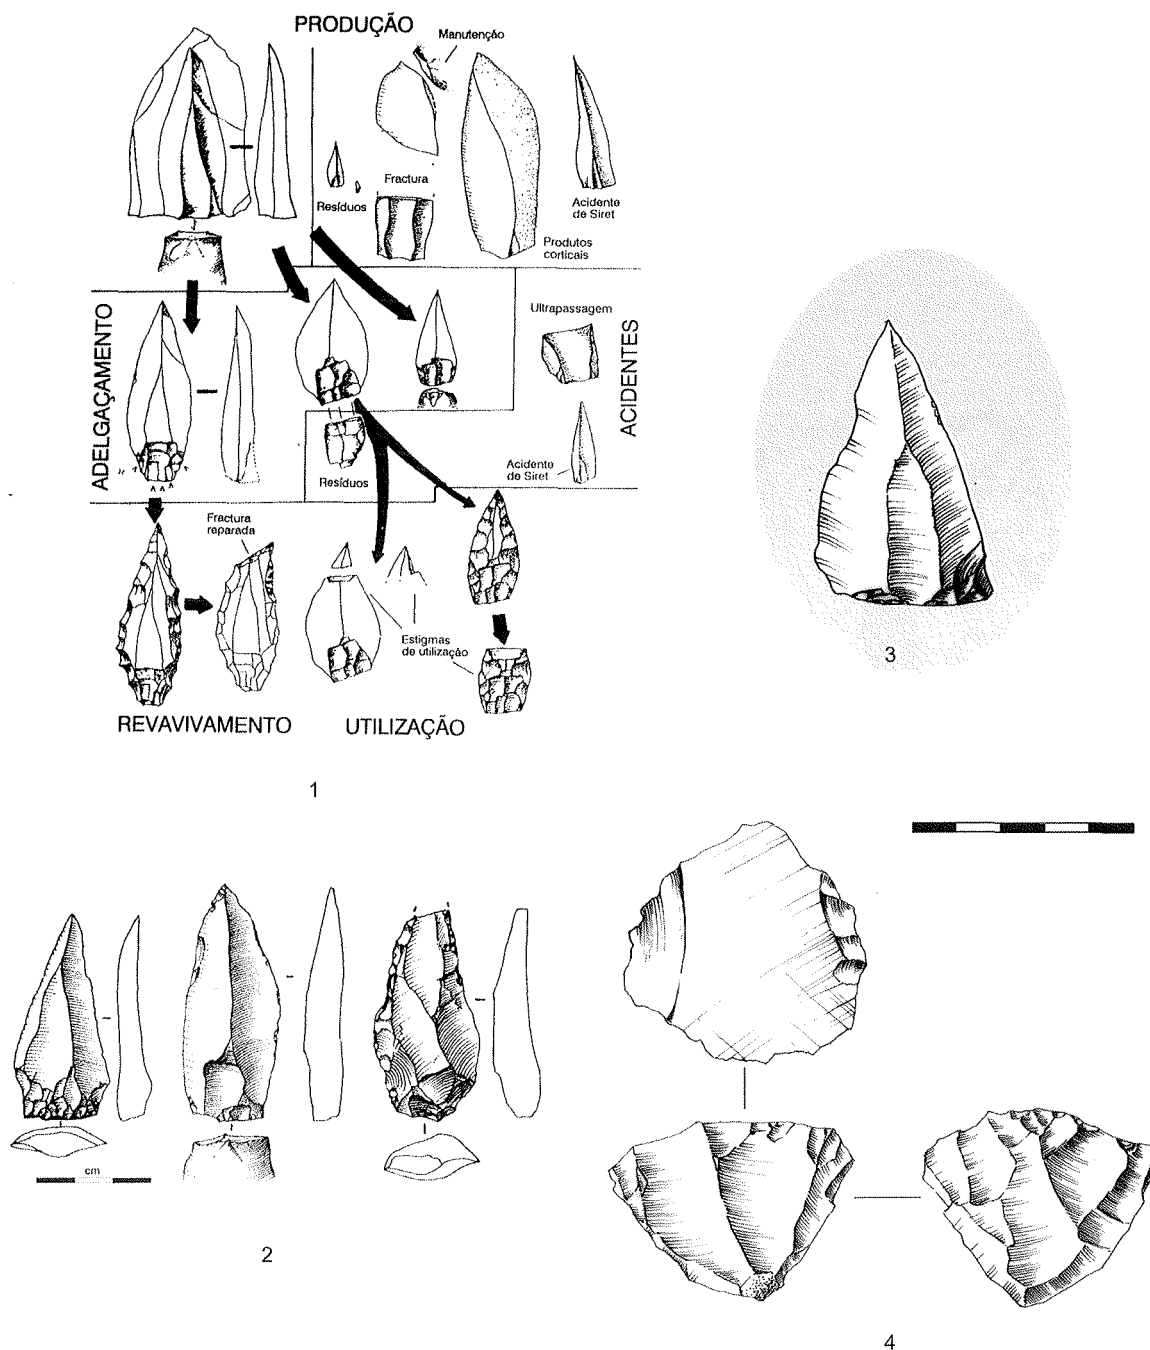 PRODUÇÃO
Manutenção
Resíduos
Fractura
Produtos
corticais
Acidente
de Siret
ADELGAÇAMENTO
Resíduos
Ultrapassagem
Acidente
de Siret
ACIDENTES
Fractura
reparada
Estigmas
de utilização
REVAVIVAMENTO
UTILIZAÇÃO
1
3
cm
2
4